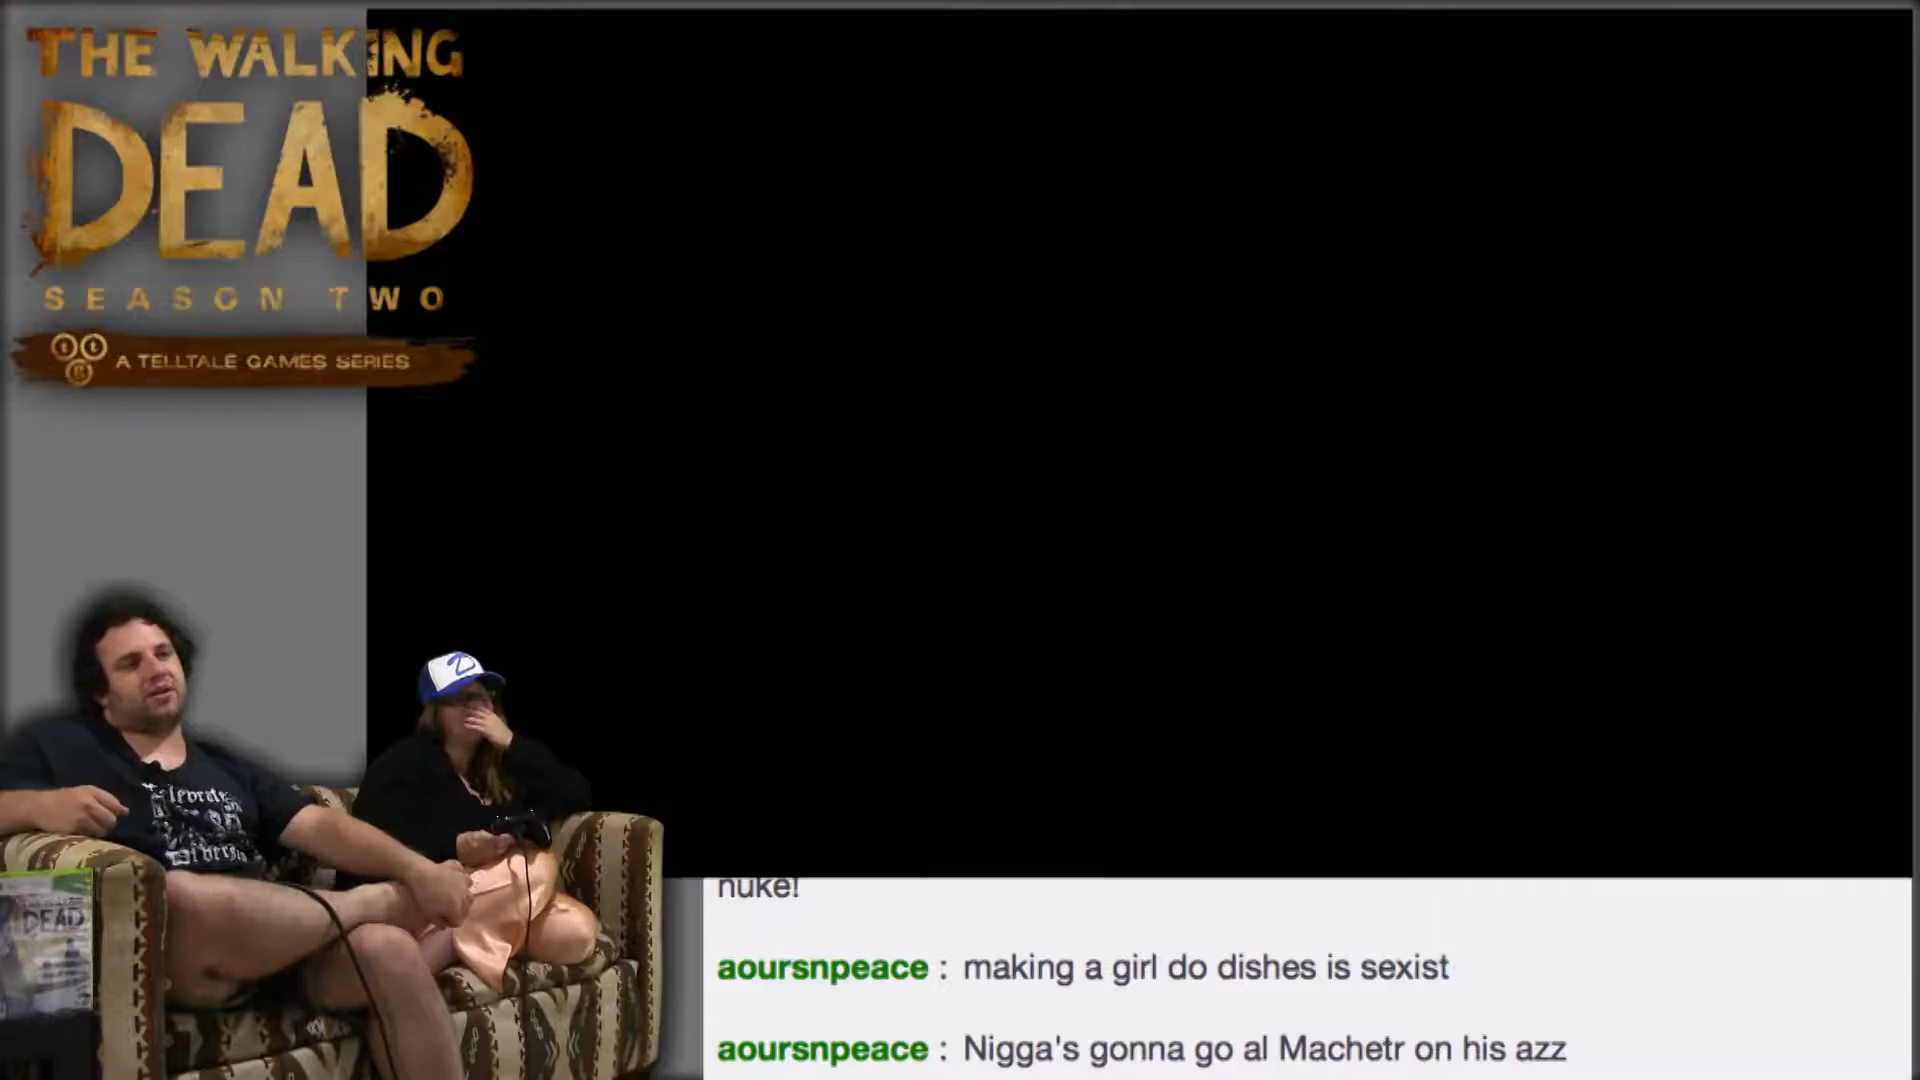 THE WALKING
DEAD
SEASON TWO
A TELLTALE GAMES SERIES
DEAD
nuke!
aoursnpeace : making a girl do dishes is sexist
aoursnpeace : Nigga's gonna go al Machetr on his azz